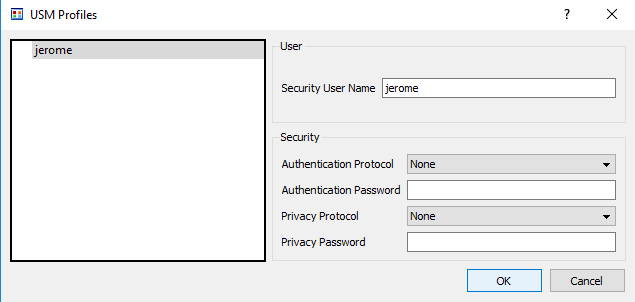 USM Profiles
?
jerome
User
Security User Name jerome
Security
Authentication Protocol None
Authentication Password
Privacy Protocol None
Privacy Password
OK Cancel